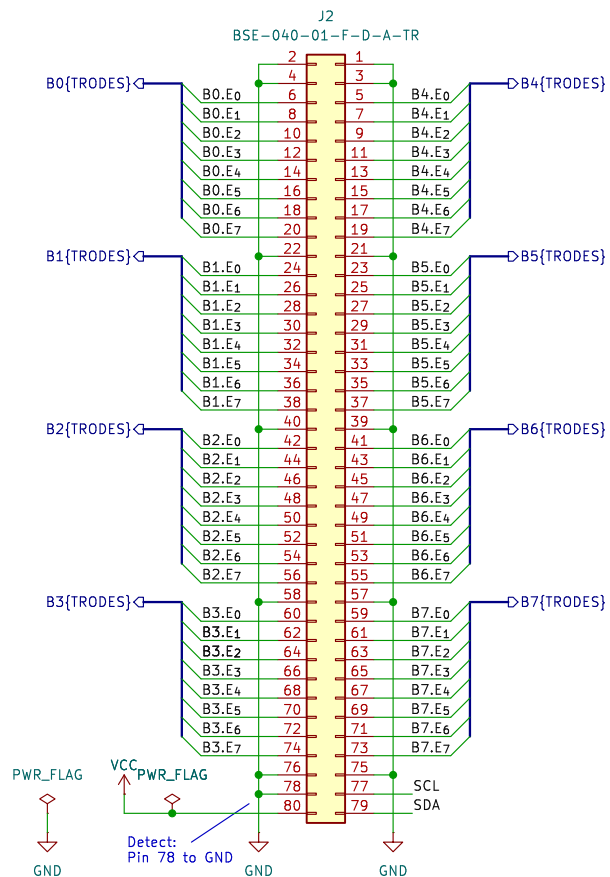 J2
BSE-040-01-F-D-A-TR
2 1
B0{TRODES} 4 3 B4{TRODES}
B0.E0 6 5 B4.E0
B0.E1 8 7 B4.E1
B0.E2 10 9 B4.E2
B0.E3 12 11 B4.E3
B0.E4 14 13 B4.E4
B0.E5 16 15 B4.E5
B0.E6 18 17 B4.E6
B0.E7 20 19 B4.E7
B1{TRODES} 22 21 B5{TRODES}
B1.E0 24 23 B5.E0
B1.E1 26 25 B5.E1
B1.E2 28 27 B5.E2
B1.E3 30 29 B5.E3
B1.E4 32 31 B5.E4
B1.E5 34 33 B5.E5
B1.E6 36 35 B5.E6
B1.E7 38 37 B5.E7
B2{TRODES} 40 39 B6{TRODES}
B2.E0 42 41 B6.E0
B2.E1 44 43 B6.E1
B2.E2 46 45 B6.E2
B2.E3 48 47 B6.E3
B2.E4 50 49 B6.E4
B2.E5 52 51 B6.E5
B2.E6 54 53 B6.E6
B2.E7 56 55 B6.E7
B3{TRODES} 58 57 B7{TRODES}
B3.E0 60 59 B7.E0
B3.E1 62 61 B7.E1
B3.E2 64 63 B7.E2
B3.E3 66 65 B7.E3
B3.E4 68 67 B7.E4
B3.E5 70 69 B7.E5
B3.E6 72 71 B7.E6
B3.E7 74 73 B7.E7
PWR_FLAG VCC PWR_FLAG 76 75
78 77 SCL
80 79 SDA
Detect:
Pin 78 to GND
GND GND GND